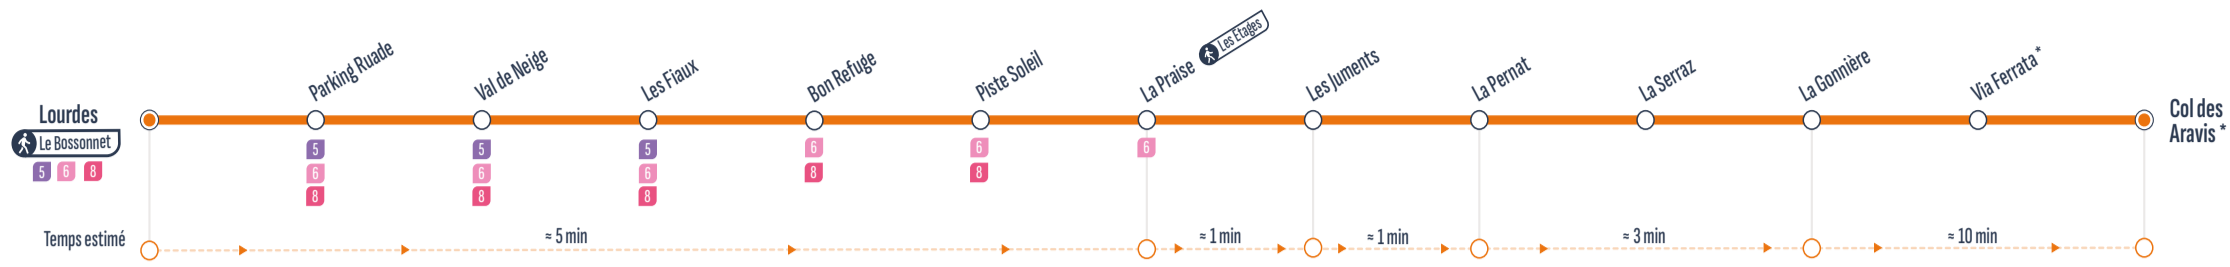 Lourdes
Le Bossonnet
5 6 8
Parking Ruade
5
6
8
Val de Neige
5
6
8
Les Fiaux
5
6
8
Bon Refuge
6
8
Piste Soleil
6
8
La Praise
Les Etages
6
Les Juments
La Pernat
La Serraz
La Gonnière
Via Ferrata *
Col des
Aravis *
Temps estimé
≈ 5 min
≈ 1 min
≈ 1 min
≈ 3 min
≈ 10 min